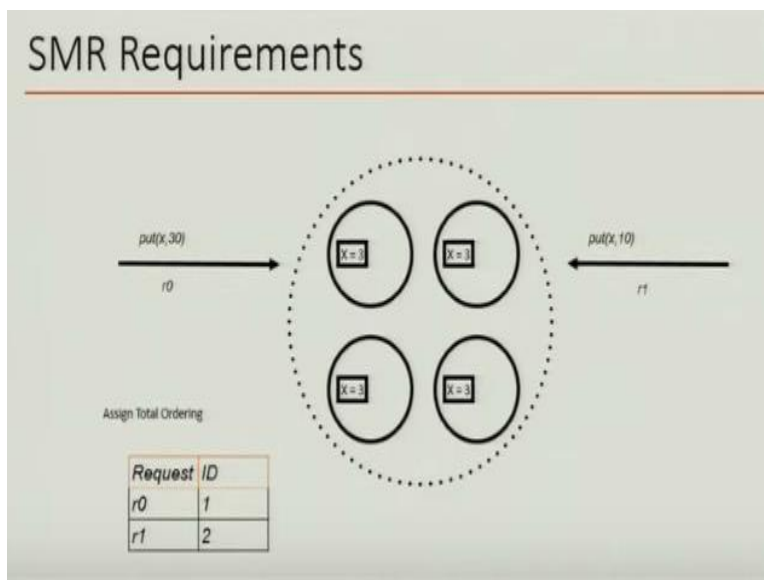 SMR Requirements
put(x,30)
r0
X = 3
X = 3
put(x,10)
r1
X = 3
X = 3
Assign Total Ordering
Request ID
r0 1
r1 2